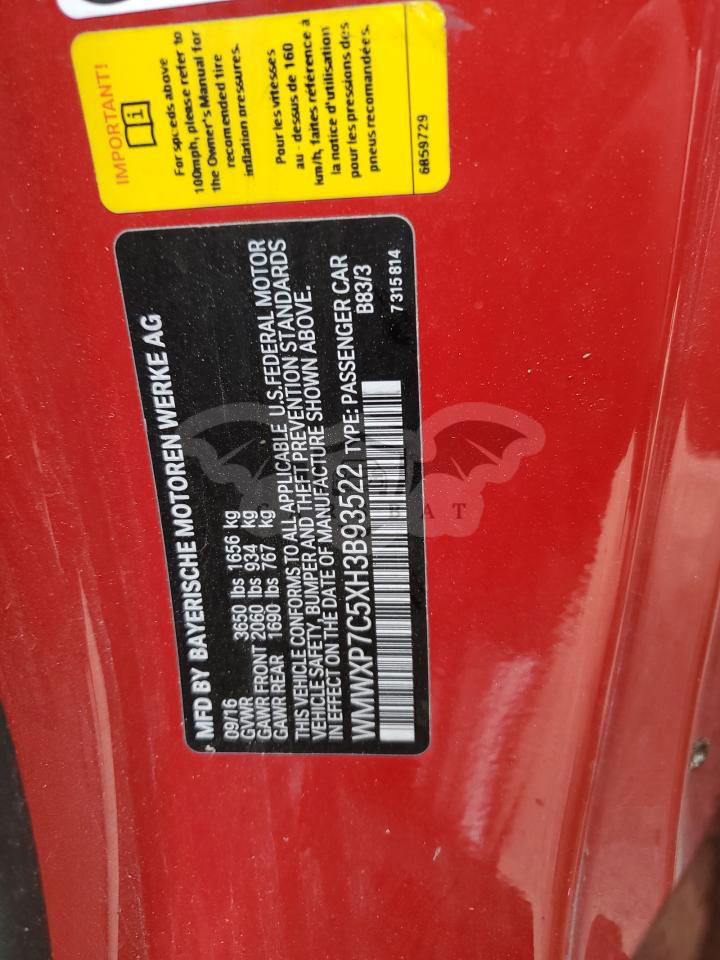 IMPORTANT!
For speeds above
100mph, please refer to
the Owner's Manual for
recomended tire
inflation pressures.
Pour les vitesses
au - dessus de 160
km/h, faites référence à
la notice d'utilisation
pour les pressions des
pneus recomandées.
6859729
MFD BY BAYERISCHE MOTOREN WERKE AG
09/16
GVWR 3650 lbs 1656 kg
GAWR FRONT 2060 lbs 934 kg
GAWR REAR 1690 lbs 767 kg
THIS VEHICLE CONFORMS TO ALL APPLICABLE U.S.FEDERAL MOTOR
VEHICLE SAFETY, BUMPER AND THEFT PREVENTION STANDARDS
IN EFFECT ON THE DATE OF MANUFACTURE SHOWN ABOVE.
WMWXP7C5XH3B93522 TYPE: PASSENGER CAR
B83/3
7315814
BAT